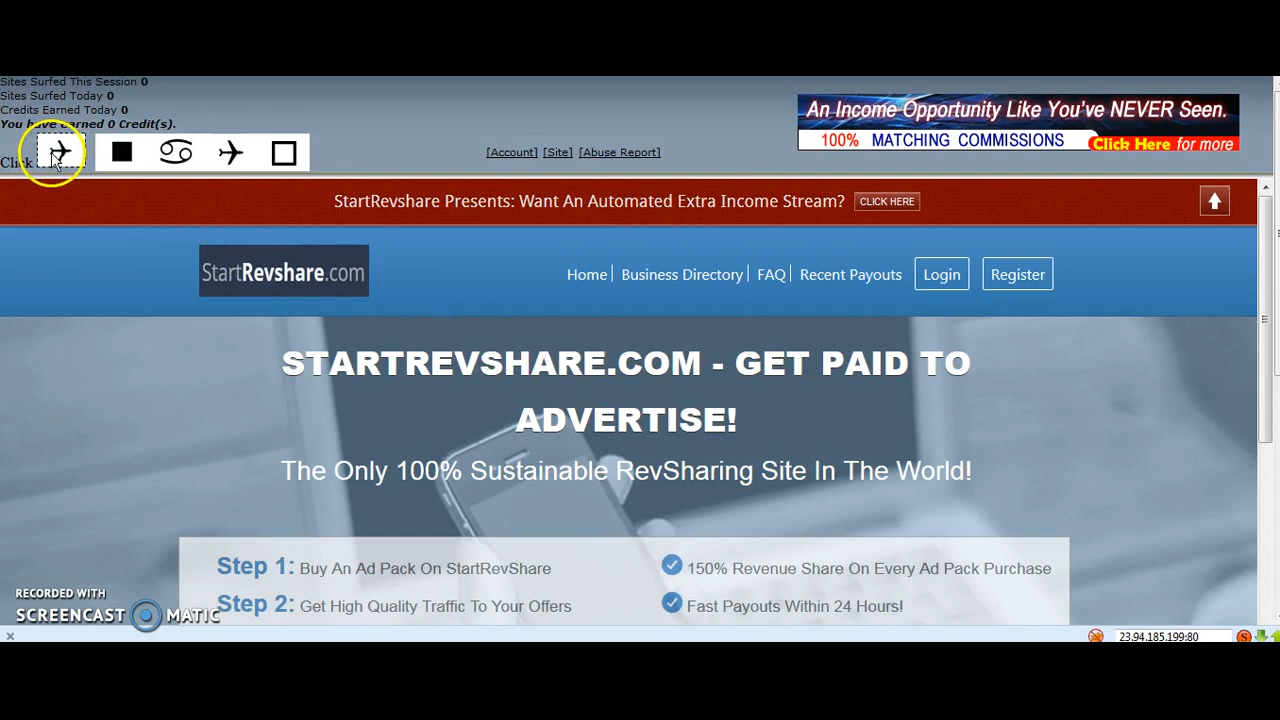 Sites Surfed This Session 0
Sites Surfed Today 0
Credits Earned Today 0
You have earned 0 Credit(s).
Click
[Account] [Site] [Abuse Report]
An Income Opportunity Like You've NEVER Seen.
100% MATCHING COMMISSIONS Click Here for more
StartRevshare Presents: Want An Automated Extra Income Stream? CLICK HERE
StartRevshare.com
Home Business Directory FAQ Recent Payouts Login Register
STARTREVSHARE.COM - GET PAID TO
ADVERTISE!
The Only 100% Sustainable RevSharing Site In The World!
Step 1: Buy An Ad Pack On StartRevShare
150% Revenue Share On Every Ad Pack Purchase
Step 2: Get High Quality Traffic To Your Offers
Fast Payouts Within 24 Hours!
RECORDED WITH
SCREENCAST MATIC
23.94.185.199:80